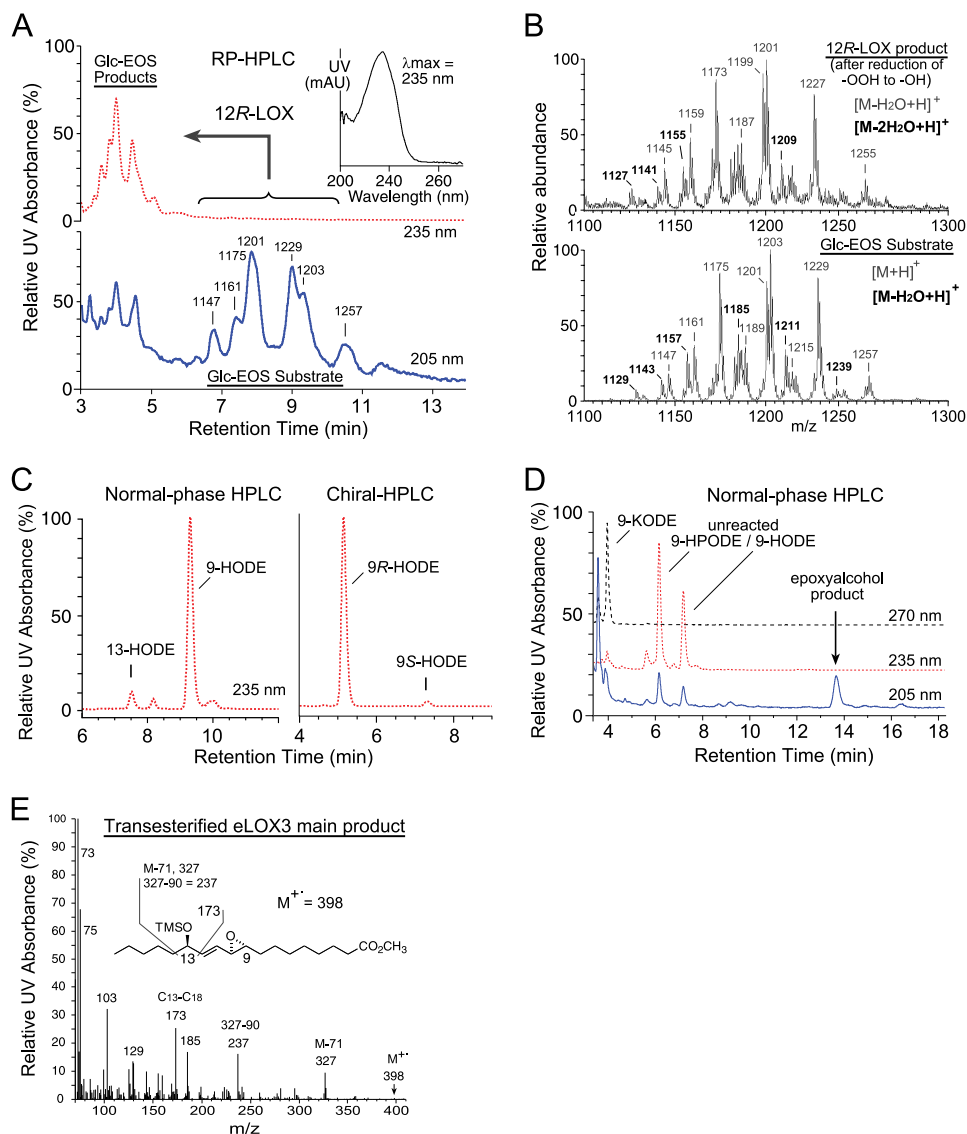 A
Glc-EOS
Products
RP-HPLC
12R-LOX
UV
(mAU)
λmax =
235 nm
200 240 260
Wavelength (nm)
100
50
0
235 nm
Relative UV Absorbance (%)
100
50
0
1147
1161
1175
1201
1229
1203
1257
205 nm
Glc-EOS Substrate
3 5 7 9 11 13
Retention Time (min)
B
12R-LOX product
(after reduction of
-OOH to -OH)
[M-H2O+H]+
[M-2H2O+H]+
1127
1141
1145
1155
1159
1173
1187
1199
1201
1209
1227
1255
100
50
0
1100 1150 1200 1250 1300
Relative abundance
Glc-EOS Substrate
[M+H]+
[M-H2O+H]+
1129
1143
1147
1157
1161
1175
1185
1189
1201
1203
1211
1215
1229
1239
1257
100
50
0
1100 1150 1200 1250 1300
m/z
C
Normal-phase HPLC
Chiral-HPLC
Relative UV Absorbance (%)
100
50
0
13-HODE
9-HODE
235 nm
9R-HODE
9S-HODE
6 8 10
4 6 8
Retention Time (min)
D
Normal-phase HPLC
Relative UV Absorbance (%)
100
50
0
9-KODE
unreacted
9-HPODE / 9-HODE
epoxyalcohol
product
270 nm
235 nm
205 nm
4 6 8 10 12 14 16 18
Retention Time (min)
E
Transesterified eLOX3 main product
Relative UV Absorbance (%)
100
90
80
70
60
50
40
30
20
10
0
73
75
M-71, 327
327-90 = 237
173
M+· = 398
TMSO
O
CO2CH3
13
9
103
129
C13-C18
173
185
327-90
237
M-71
327
M+·
398
100 150 200 250 300 350 400
m/z